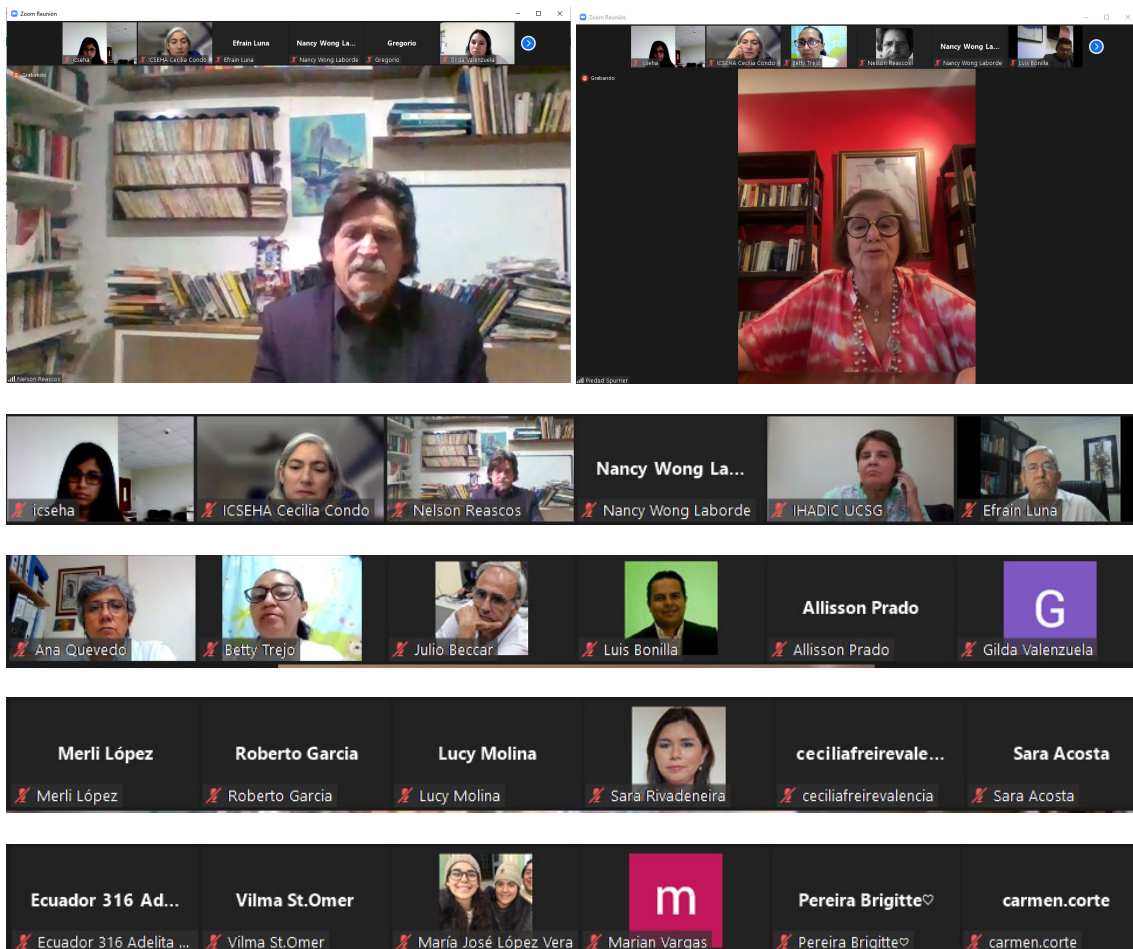 Zoom Reunión
icseha
ICSEHA Cecilia Condo
Efrain Luna
Efrain Luna
Nancy Wong La...
Nancy Wong Laborde
Gregorio
Gregorio
Gilda Valenzuela
Grabando
Nelson Reascos
Zoom Reunión
icseha
ICSEHA Cecilia Condo
Betty Trejo
Nelson Reascos
Nancy Wong La...
Nancy Wong Laborde
Luis Bonilla
Grabando
Piedad Spurrier
icseha
ICSEHA Cecilia Condo
Nelson Reascos
Nancy Wong La...
Nancy Wong Laborde
IHADIC UCSG
Efrain Luna
Ana Quevedo
Betty Trejo
Julio Beccar
Luis Bonilla
Allisson Prado
Allisson Prado
G
Gilda Valenzuela
Merli López
Merli López
Roberto Garcia
Roberto Garcia
Lucy Molina
Lucy Molina
Sara Rivadeneira
ceciliafreirevale...
ceciliafreirevalencia
Sara Acosta
Sara Acosta
Ecuador 316 Ad...
Ecuador 316 Adelita ...
Vilma St.Omer
Vilma St.Omer
María José López Vera
m
Marian Vargas
Pereira Brigitte♡
Pereira Brigitte♡
carmen.corte
carmen.corte